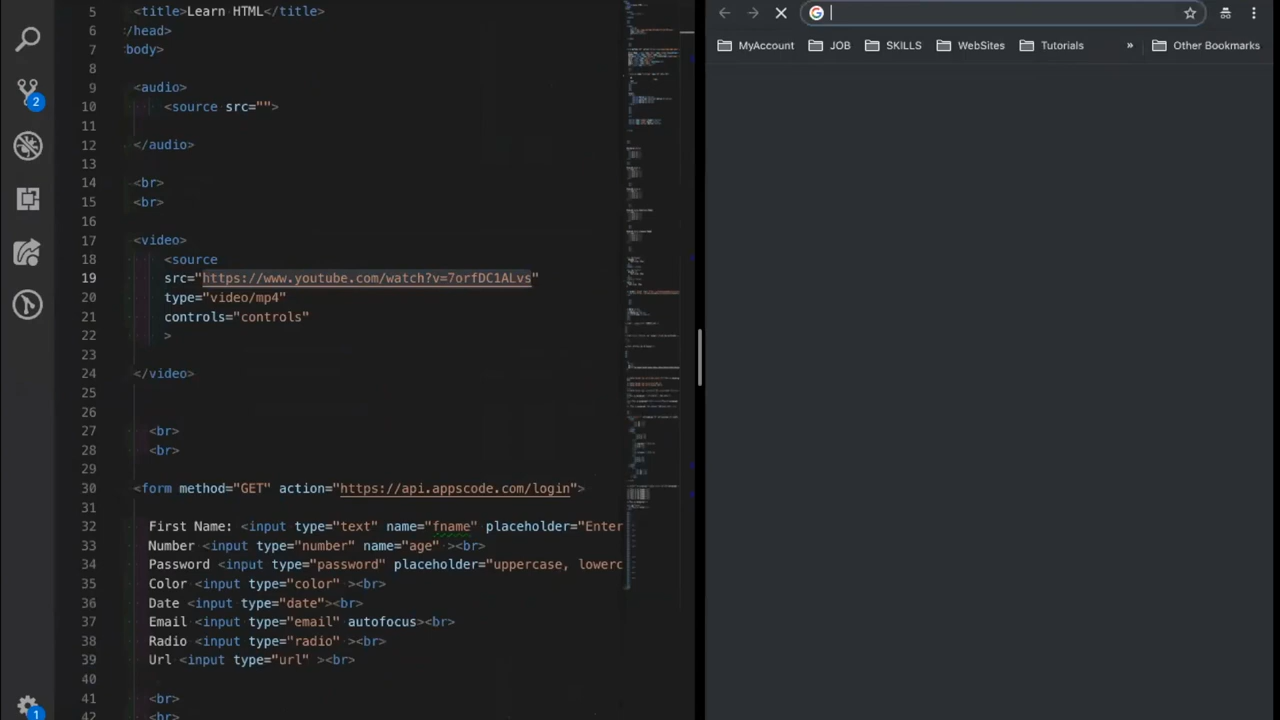 5 <title>Learn HTML</title>
6 </head>
7 <body>
8
9 <audio>
10 <source src="">
11
12 </audio>
13
14 <br>
15 <br>
16
17 <video>
18 <source
19 src="https://www.youtube.com/watch?v=7orfDC1ALvs"
20 type="video/mp4"
21 controls="controls"
22 >
23
24 </video>
25
26
27 <br>
28 <br>
29
30 <form method="GET" action="https://api.appscode.com/login">
31
32 First Name: <input type="text" name="fname" placeholder="Enter
33 Number <input type="number" name="age" ><br>
34 Password <input type="password" placeholder="uppercase, lowerc
35 Color <input type="color" ><br>
36 Date <input type="date"><br>
37 Email <input type="email" autofocus><br>
38 Radio <input type="radio" ><br>
39 Url <input type="url" ><br>
40
41 <br>
42 <br>
2
1
G
MyAccount JOB SKILLS WebSites Tutorials » Other Bookmarks